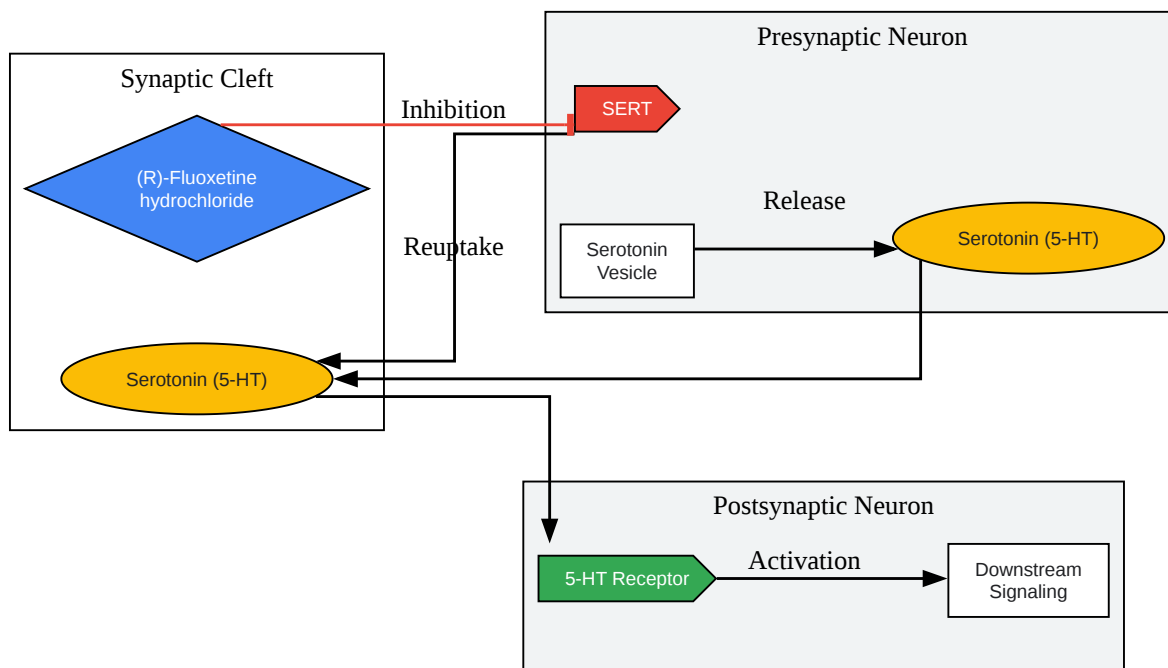 Presynaptic Neuron
Synaptic Cleft
Inhibition
SERT
(R)-Fluoxetine
hydrochloride
Release
Reuptake
Serotonin
Vesicle
Serotonin (5-HT)
Serotonin (5-HT)
Postsynaptic Neuron
5-HT Receptor
Activation
Downstream
Signaling